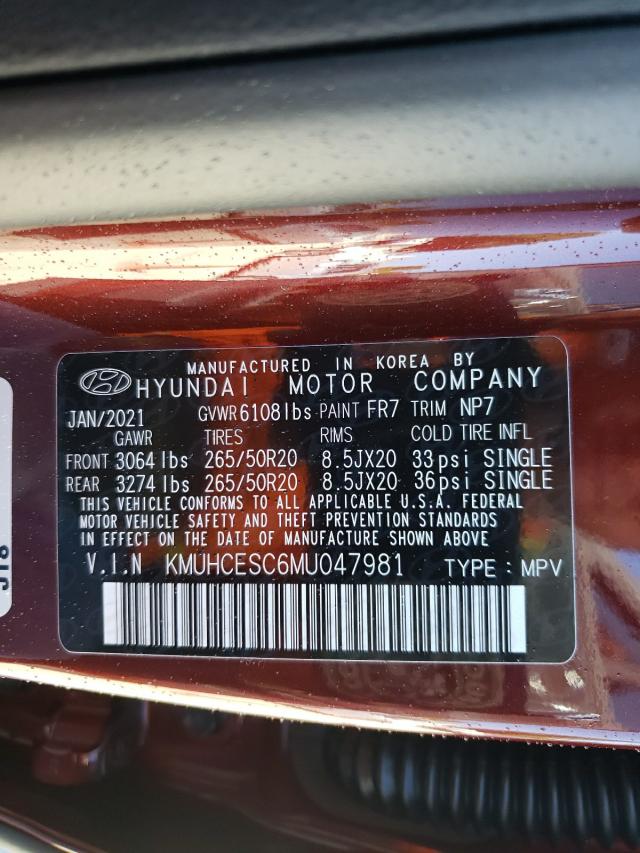 MANUFACTURED IN KOREA BY
HYUNDAI MOTOR COMPANY
JAN/2021 GVWR 6108lbs PAINT FR7 TRIM NP7
GAWR TIRES RIMS COLD TIRE INFL
FRONT 3064 lbs 265/50R20 8.5JX20 33psi SINGLE
REAR 3274 lbs 265/50R20 8.5JX20 36psi SINGLE
THIS VEHICLE CONFORMS TO ALL APPLICABLE U.S.A. FEDERAL
MOTOR VEHICLE SAFETY AND THEFT PREVENTION STANDARDS
IN EFFECT ON THE DATE OF MANUFACTURE SHOWN ABOVE
V.I.N KMUHCESC6MU047981 TYPE : MPV